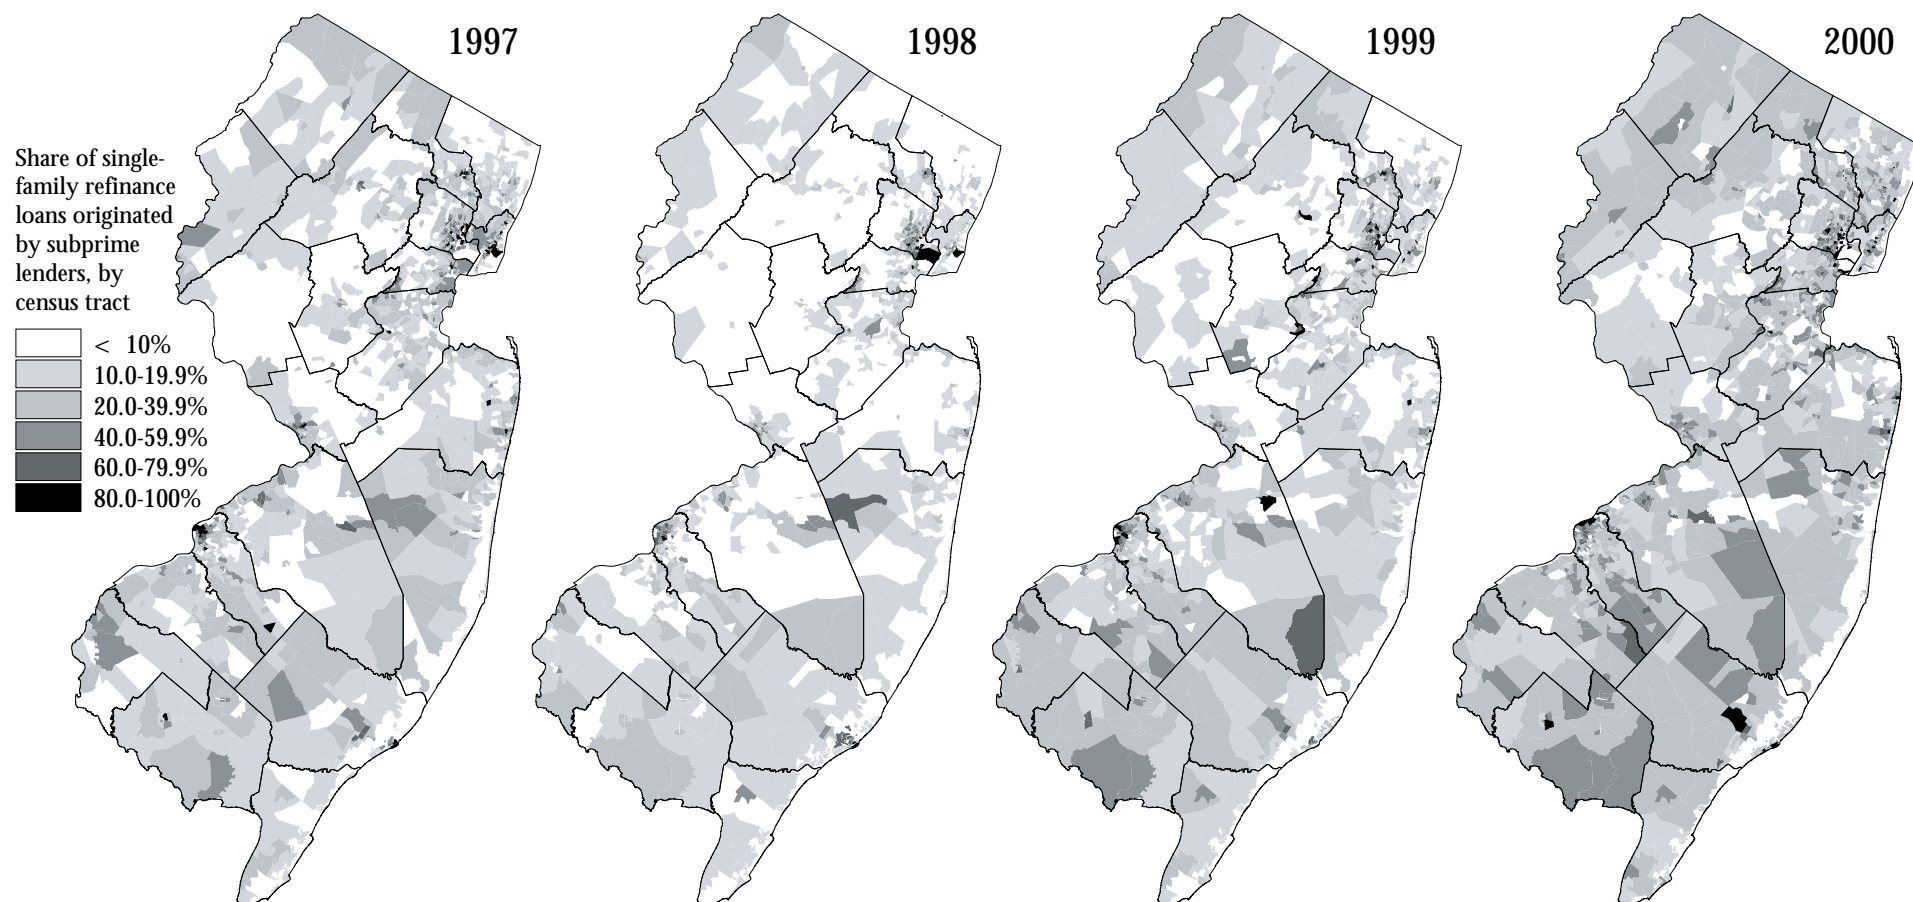 1997
1998
1999
2000
Share of single-
family refinance
loans originated
by subprime
lenders, by
census tract
< 10%
10.0-19.9%
20.0-39.9%
40.0-59.9%
60.0-79.9%
80.0-100%